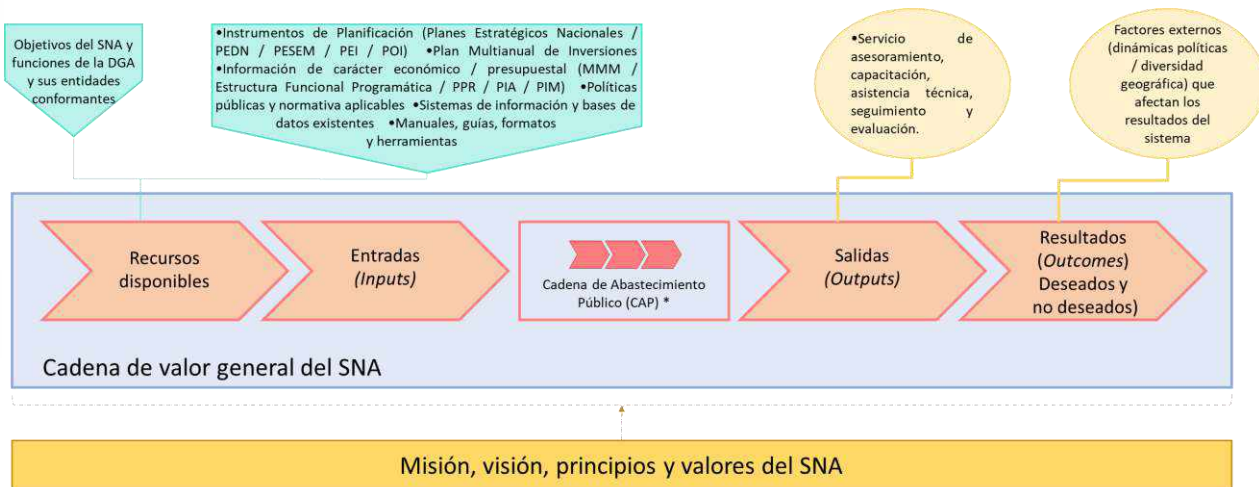 Objetivos del SNA y
funciones de la DGA
y sus entidades
conformantes
•Instrumentos de Planificación (Planes Estratégicos Nacionales /
PEDN / PESEM / PEI / POI) •Plan Multianual de Inversiones
•Información de carácter económico / presupuestal (MMM /
Estructura Funcional Programática / PPR / PIA / PIM) •Políticas
públicas y normativa aplicables •Sistemas de información y bases de
datos existentes •Manuales, guías, formatos
y herramientas
•Servicio de
asesoramiento,
capacitación,
asistencia técnica,
seguimiento y
evaluación.
Factores externos
(dinámicas políticas
/ diversidad
geográfica) que
afectan los
resultados del
sistema
Recursos
disponibles
Entradas
(Inputs)
Cadena de Abastecimiento
Público (CAP) *
Salidas
(Outputs)
Resultados
(Outcomes)
Deseados y
no deseados)
Cadena de valor general del SNA
Misión, visión, principios y valores del SNA